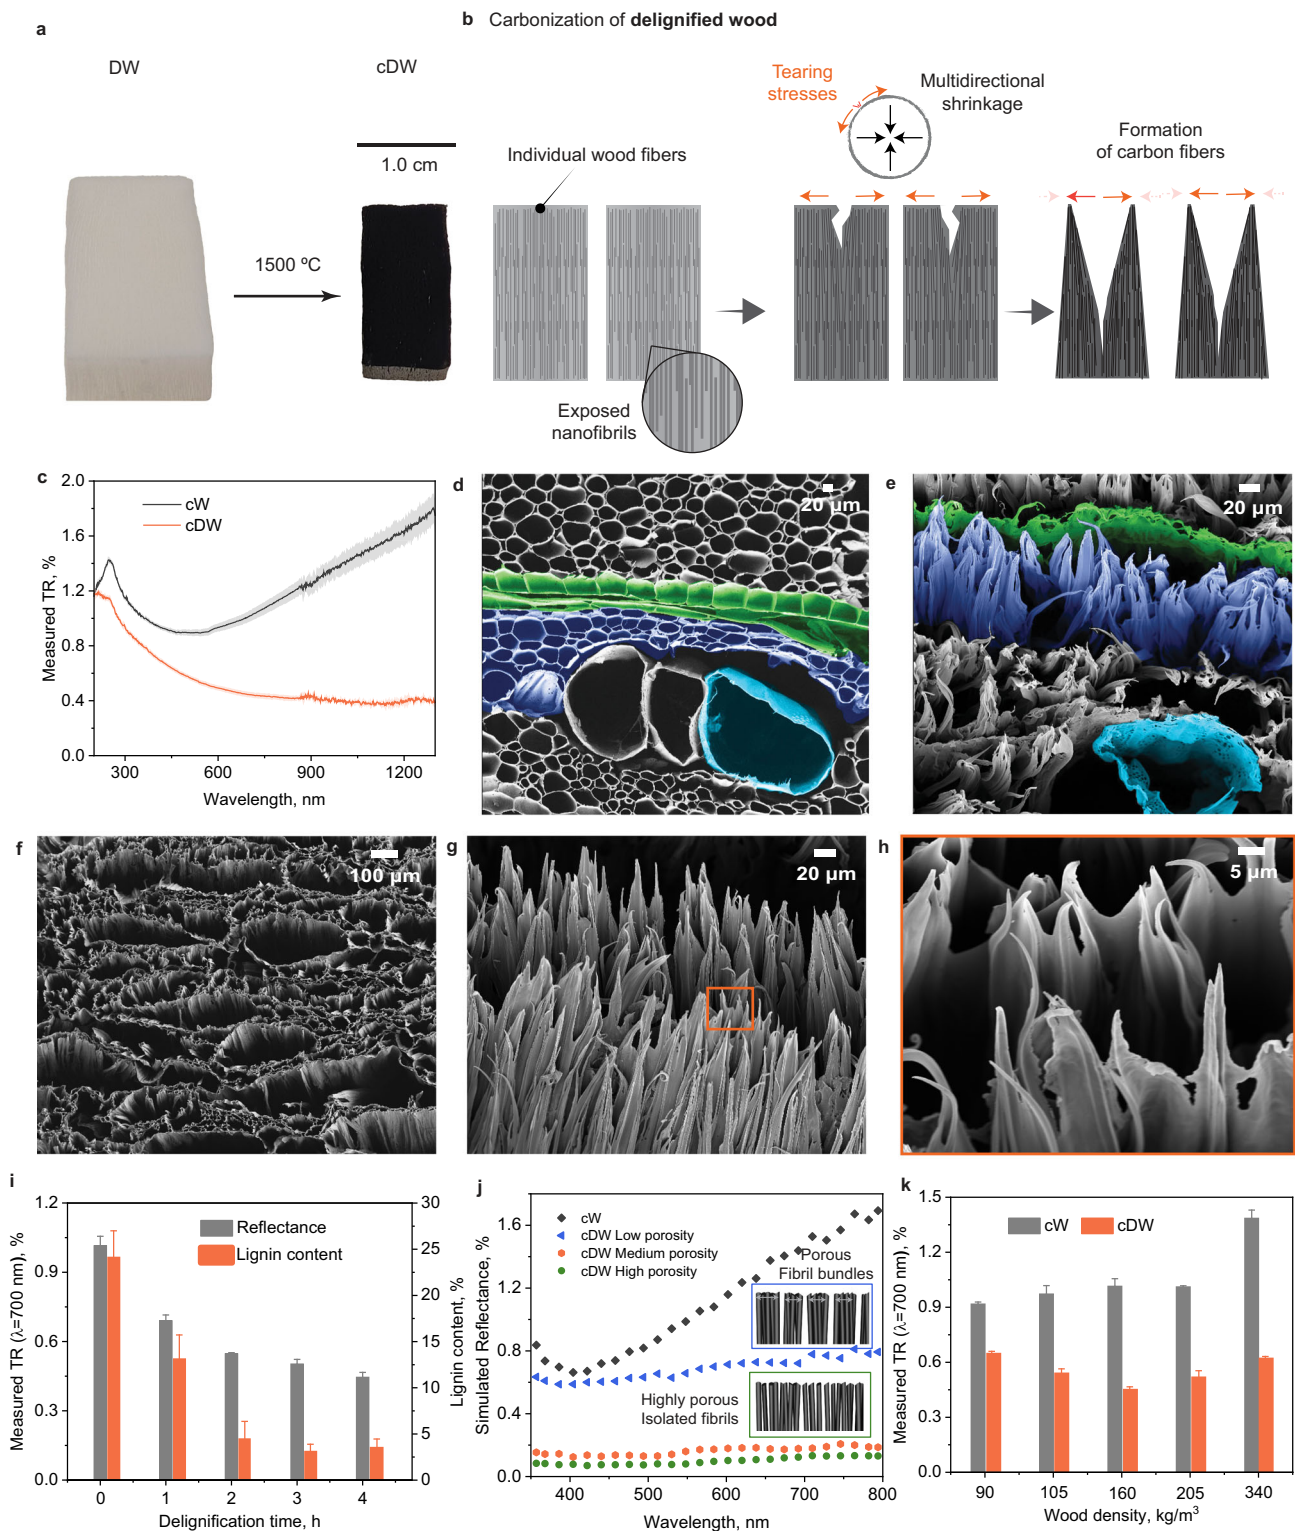 a
DW
cDW
1.0 cm
1500 ºC
b Carbonization of delignified wood
Individual wood fibers
Exposed
nanofibrils
Tearing
stresses
Multidirectional
shrinkage
Formation
of carbon fibers
c
Measured TR, %
2.0
1.6
1.2
0.8
0.4
0.0
cW
cDW
300
600
900
1200
Wavelength, nm
d
20 µm
e
20 µm
f
100 µm
g
20 µm
h
5 µm
i
Measured TR (λ=700 nm), %
1.2
0.9
0.6
0.3
0.0
Reflectance
Lignin content
30
25
20
15
10
5
0
Lignin content, %
0
1
2
3
4
Delignification time, h
j
Simulated Reflectance, %
1.6
1.2
0.8
0.4
0.0
cW
cDW Low porosity
cDW Medium porosity
cDW High porosity
Porous
Fibril bundles
Highly porous
Isolated fibrils
400
500
600
700
800
Wavelength, nm
k
Measured TR (λ=700 nm), %
1.5
1.2
0.9
0.6
0.3
0.0
cW
cDW
90
105
160
205
340
Wood density, kg/m³